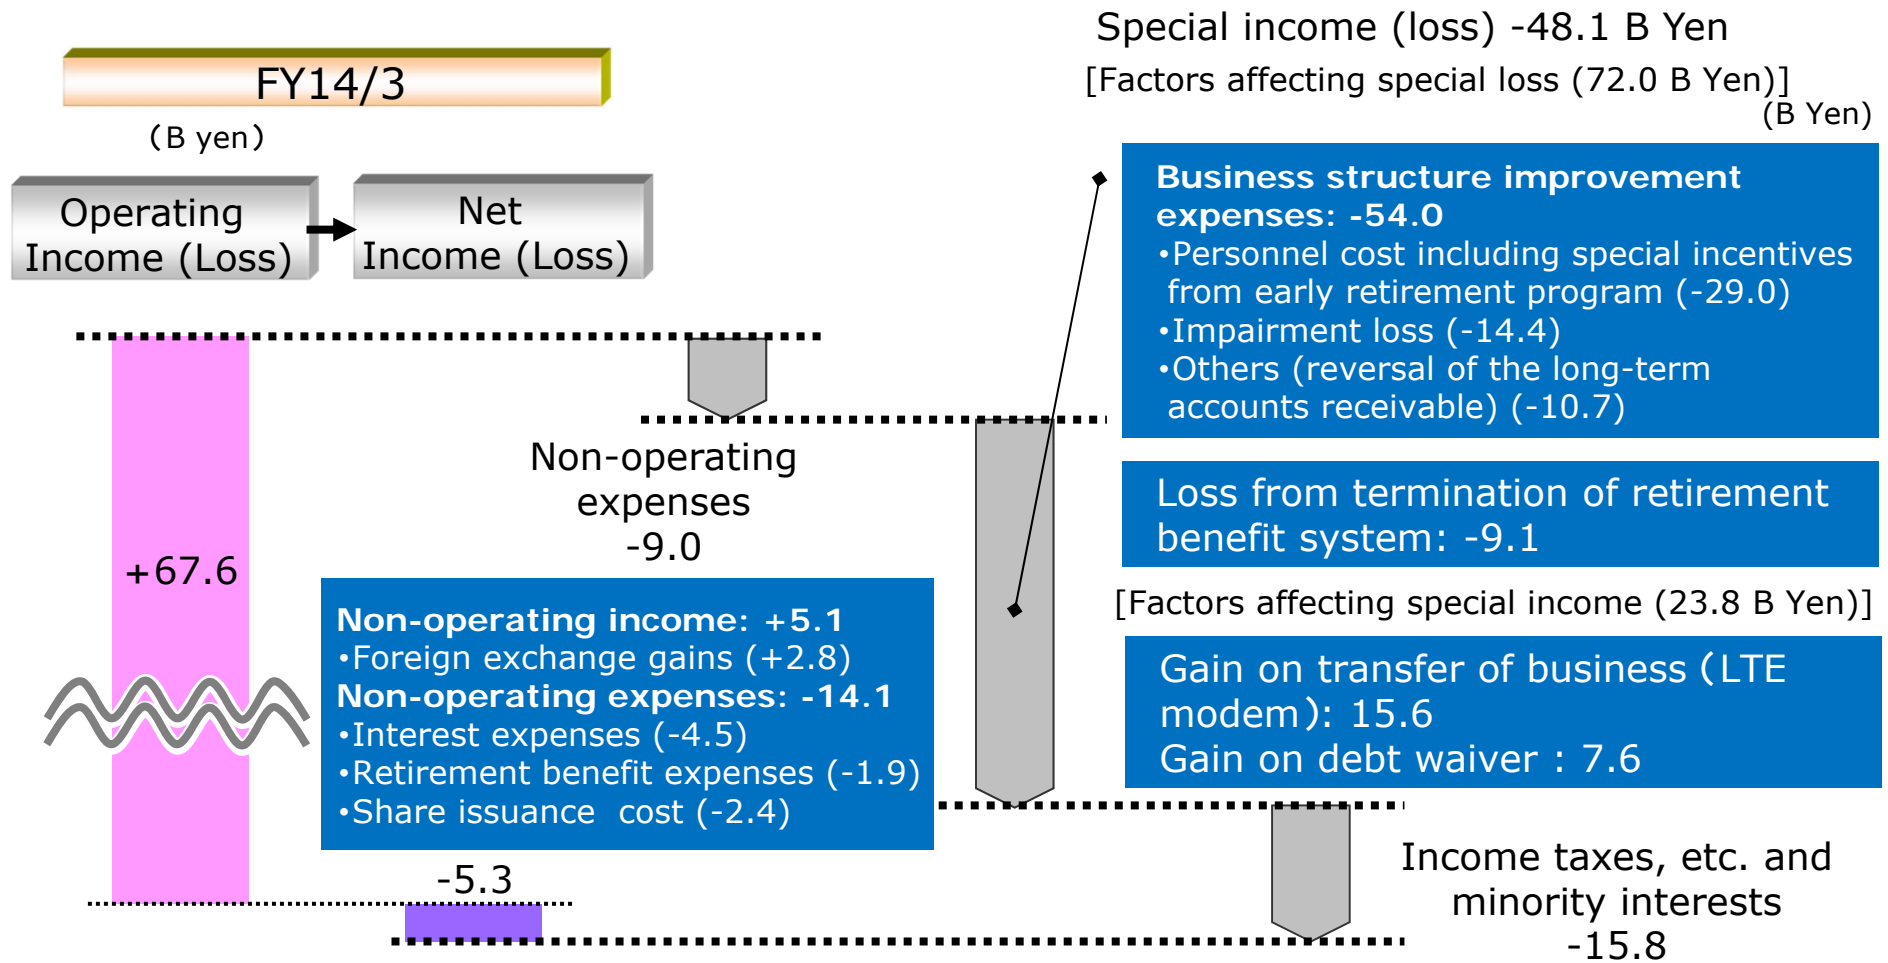 FY14/3
(B yen)
Operating
Income (Loss)
Net
Income (Loss)
+67.6
Non-operating
expenses
-9.0
Non-operating income: +5.1
•Foreign exchange gains (+2.8)
Non-operating expenses: -14.1
•Interest expenses (-4.5)
•Retirement benefit expenses (-1.9)
•Share issuance cost (-2.4)
-5.3
Special income (loss) -48.1 B Yen
[Factors affecting special loss (72.0 B Yen)]
(B Yen)
Business structure improvement
expenses: -54.0
•Personnel cost including special incentives
from early retirement program (-29.0)
•Impairment loss (-14.4)
•Others (reversal of the long-term
accounts receivable) (-10.7)
Loss from termination of retirement
benefit system: -9.1
[Factors affecting special income (23.8 B Yen)]
Gain on transfer of business (LTE
modem): 15.6
Gain on debt waiver : 7.6
Income taxes, etc. and
minority interests
-15.8